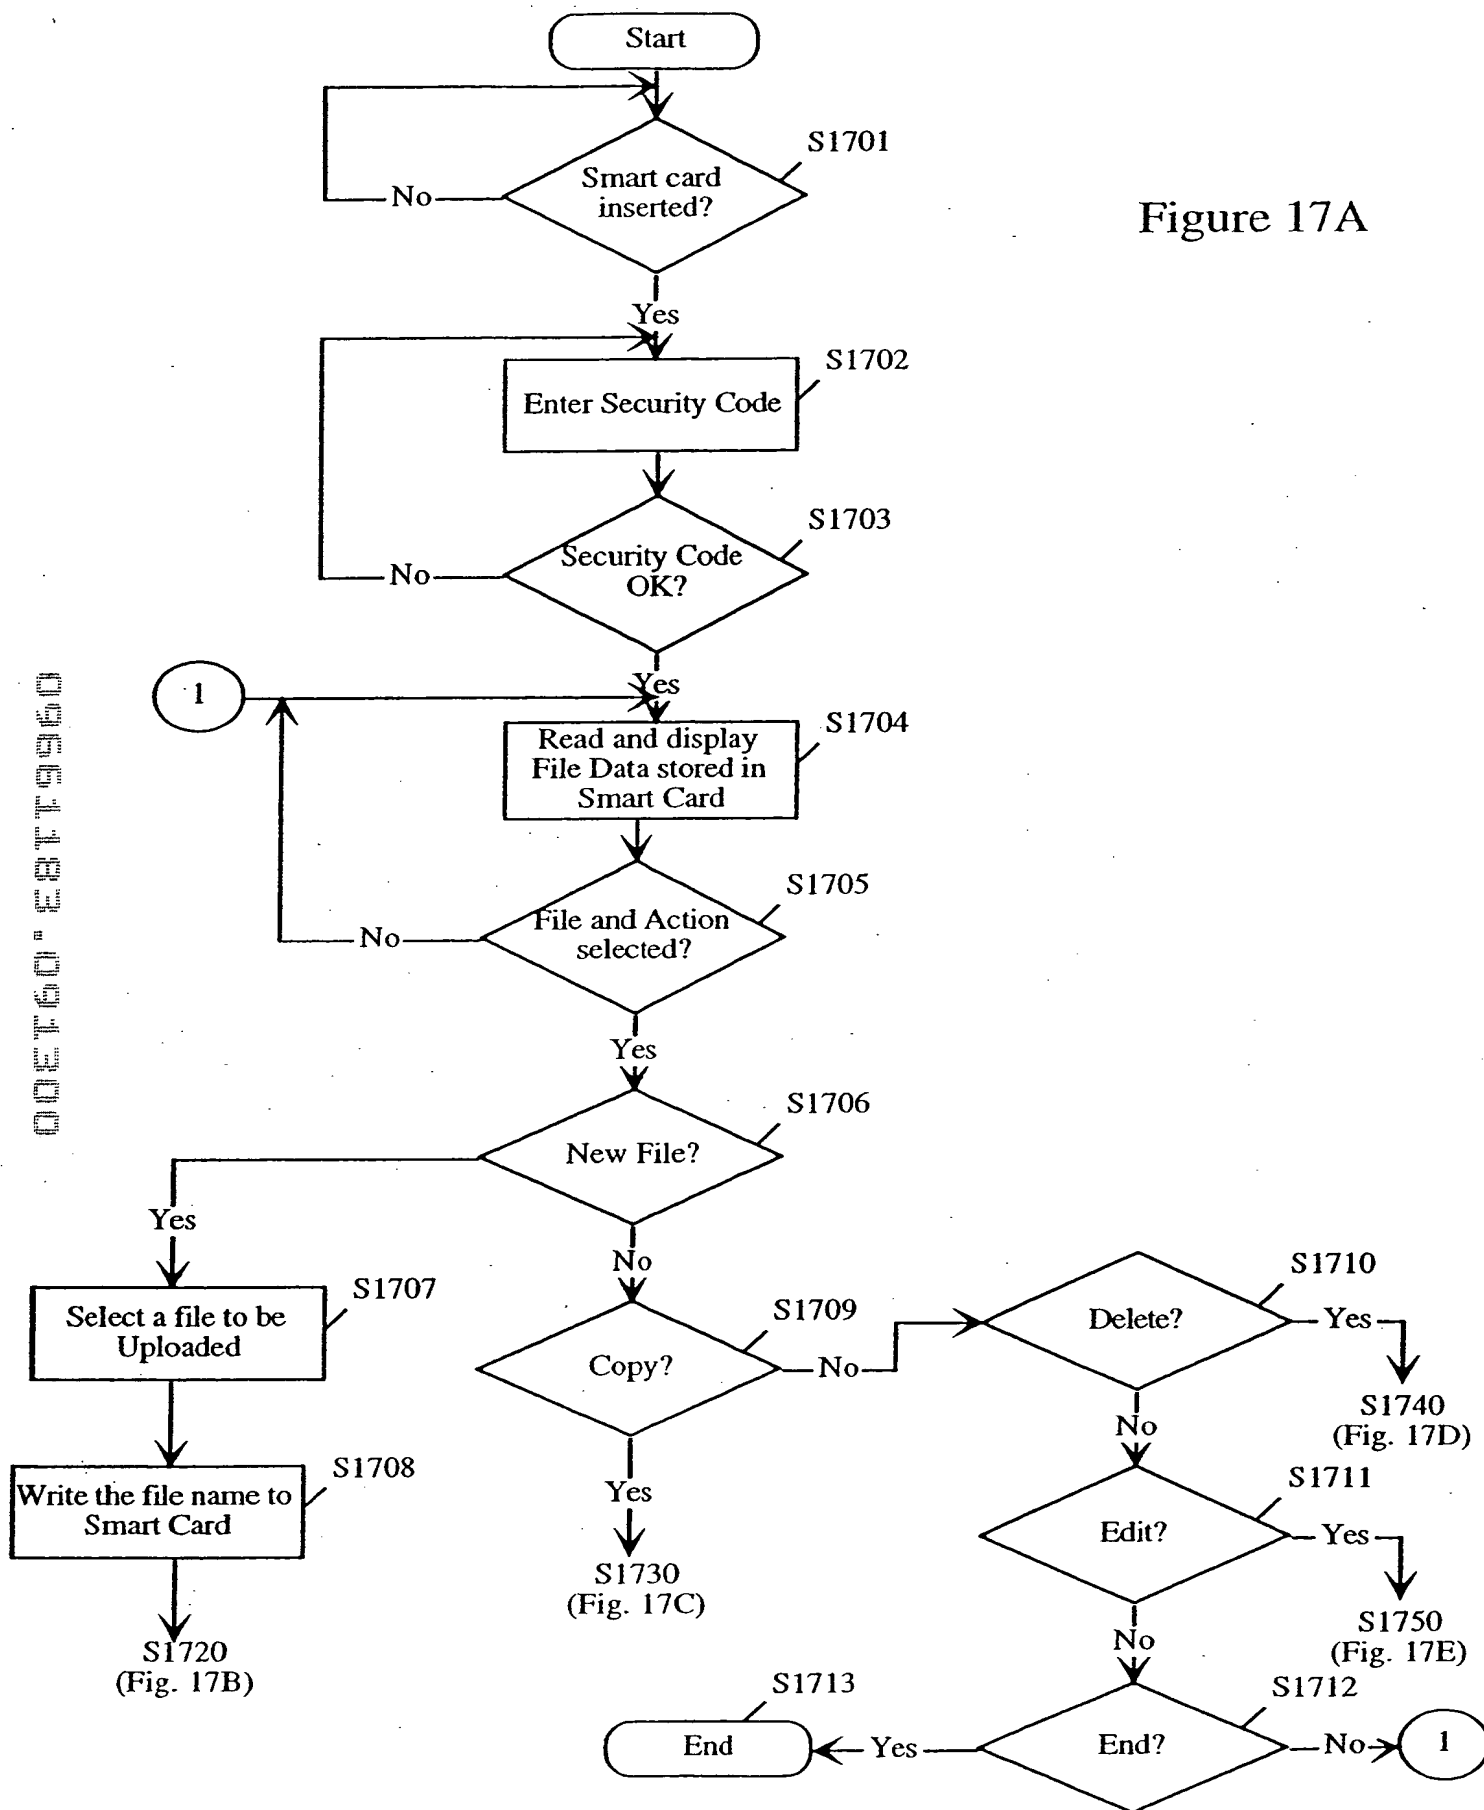 Start
S1701
Smart card
inserted?
No
Figure 17A
Yes
S1702
Enter Security Code
S1703
Security Code
OK?
No
Yes
1
S1704
Read and display
File Data stored in
Smart Card
S1705
File and Action
selected?
No
Yes
S1706
New File?
Yes
No
S1707
Select a file to be
Uploaded
S1709
Copy?
No
S1710
Delete?
Yes
S1740
(Fig. 17D)
No
S1708
Write the file name to
Smart Card
Yes
S1730
(Fig. 17C)
S1711
Edit?
Yes
S1750
(Fig. 17E)
No
S1720
(Fig. 17B)
S1713
End
Yes
S1712
End?
No
1
09661183.091300